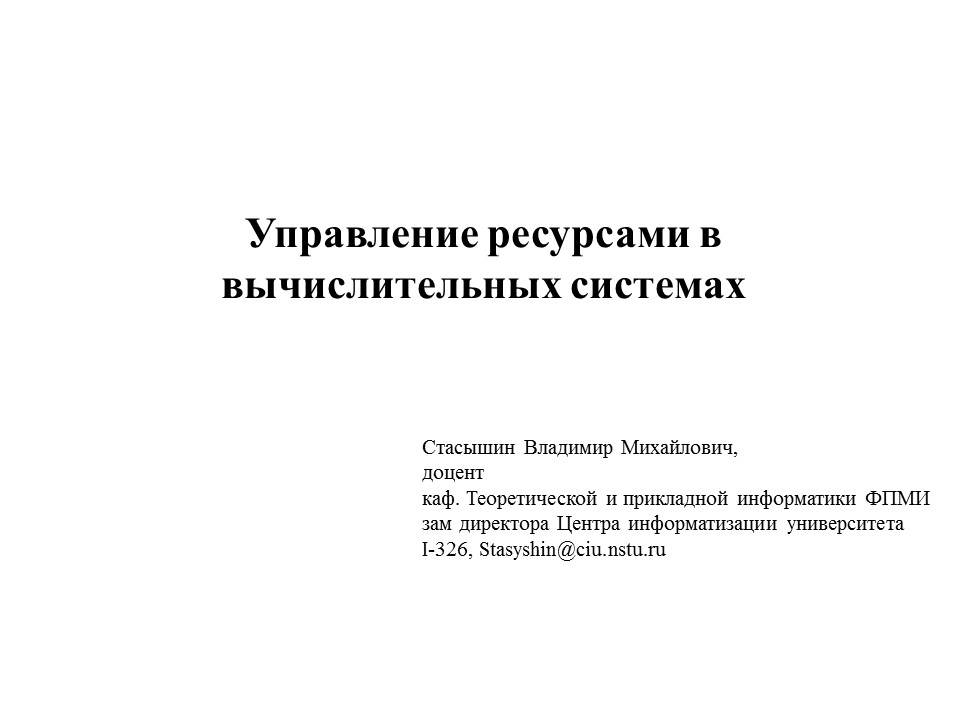 Управление ресурсами в
вычислительных системах
Стасышин Владимир Михайлович,
доцент
каф. Теоретической и прикладной информатики ФПМИ
зам директора Центра информатизации университета
I-326, Stasyshin@ciu.nstu.ru